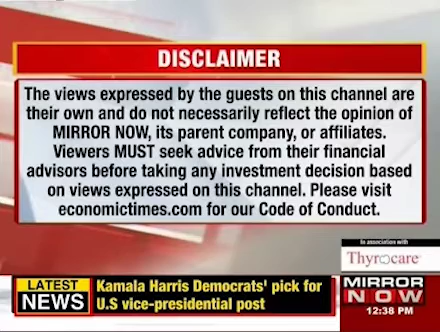 DISCLAIMER
The views expressed by the guests on this channel are
their own and do not necessarily reflect the opinion of
MIRROR NOW, its parent company, or affiliates.
Viewers MUST seek advice from their financial
advisors before taking any investment decision based
on views expressed on this channel. Please visit
economictimes.com for our Code of Conduct.
In association with
Thyrocare
LATEST
NEWS
Kamala Harris Democrats' pick for
U.S vice-presidential post
MIRROR
NOW
12:38 PM